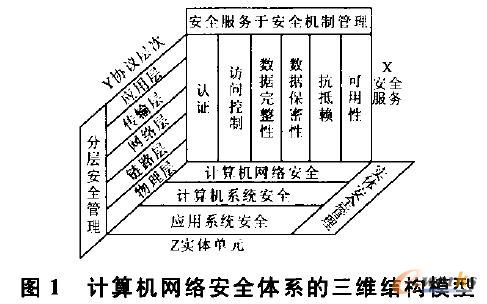 安全服务于安全机制管理
Y协议层次
应用层
传输层
网络层
链路层
物理层
分层安全管理
认证
访问控制
数据完整性
数据保密性
抗抵赖
可用性
X
安全
服务
计算机网络安全
计算机系统安全
应用系统安全
实体安全管理
Z实体单元
图 1 计算机网络安全体系的三维结构模型